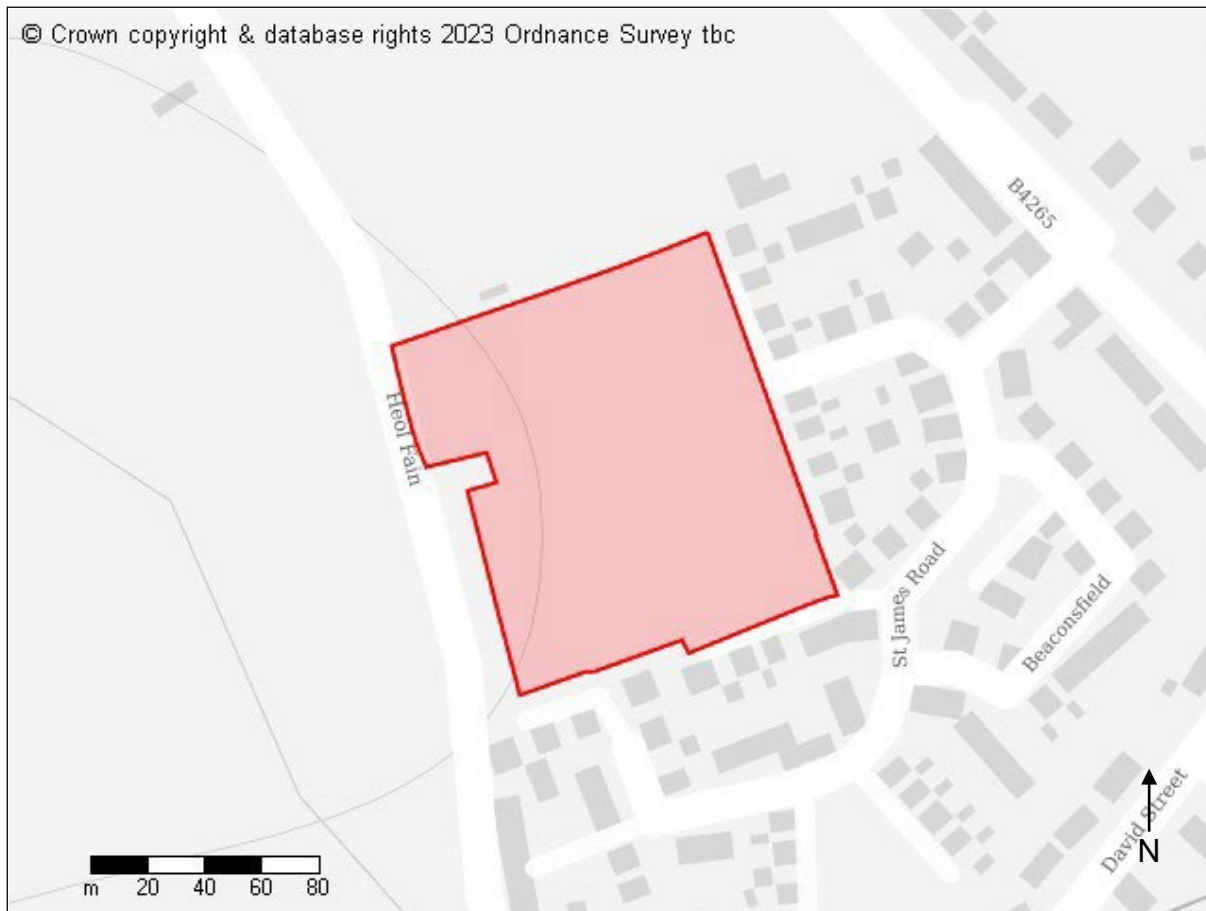 © Crown copyright & database rights 2023 Ordnance Survey tbc
B4265
Heol Fain
St James Road
Beaconsfield
David Street
m 20 40 60 80
N